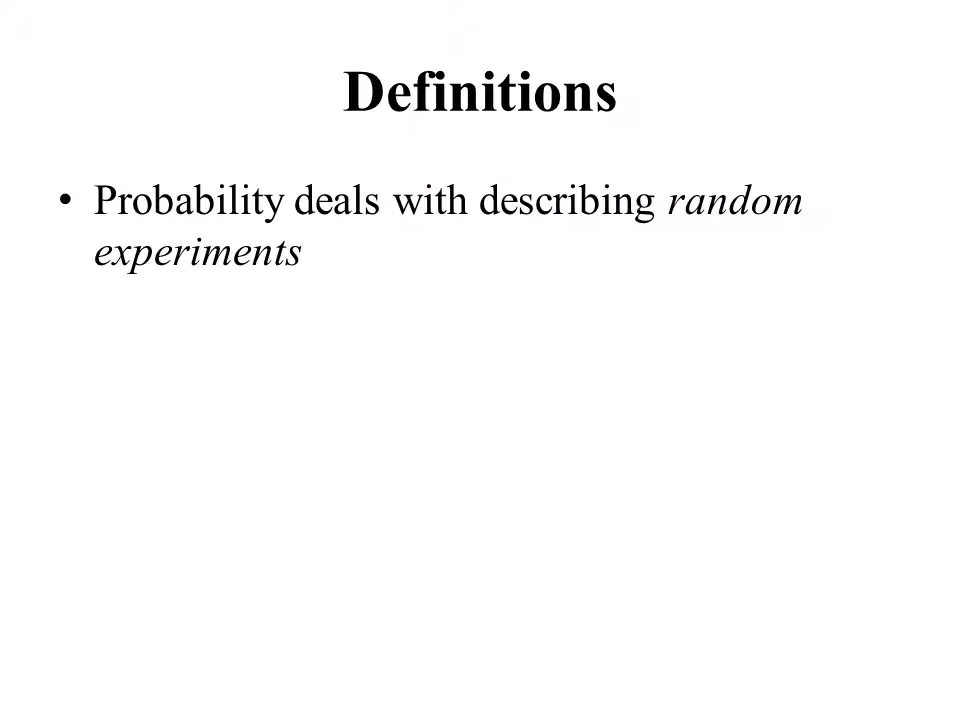 Definitions
• Probability deals with describing random
experiments